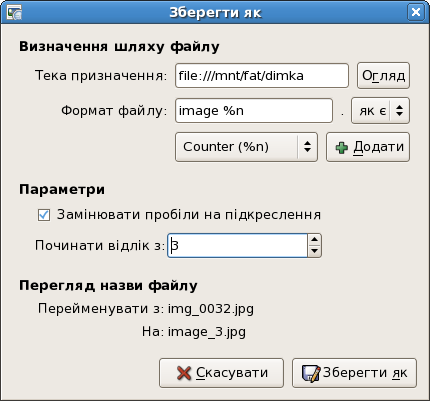 Зберегти як
Визначення шляху файлу
Тека призначення: file:///mnt/fat/dimka Огляд
Формат файлу: image %n . як є
Counter (%n) Додати
Параметри
Замінювати пробіли на підкреслення
Починати відлік з: 3
Перегляд назви файлу
Перейменувати з: img_0032.jpg
На: image_3.jpg
Скасувати Зберегти як